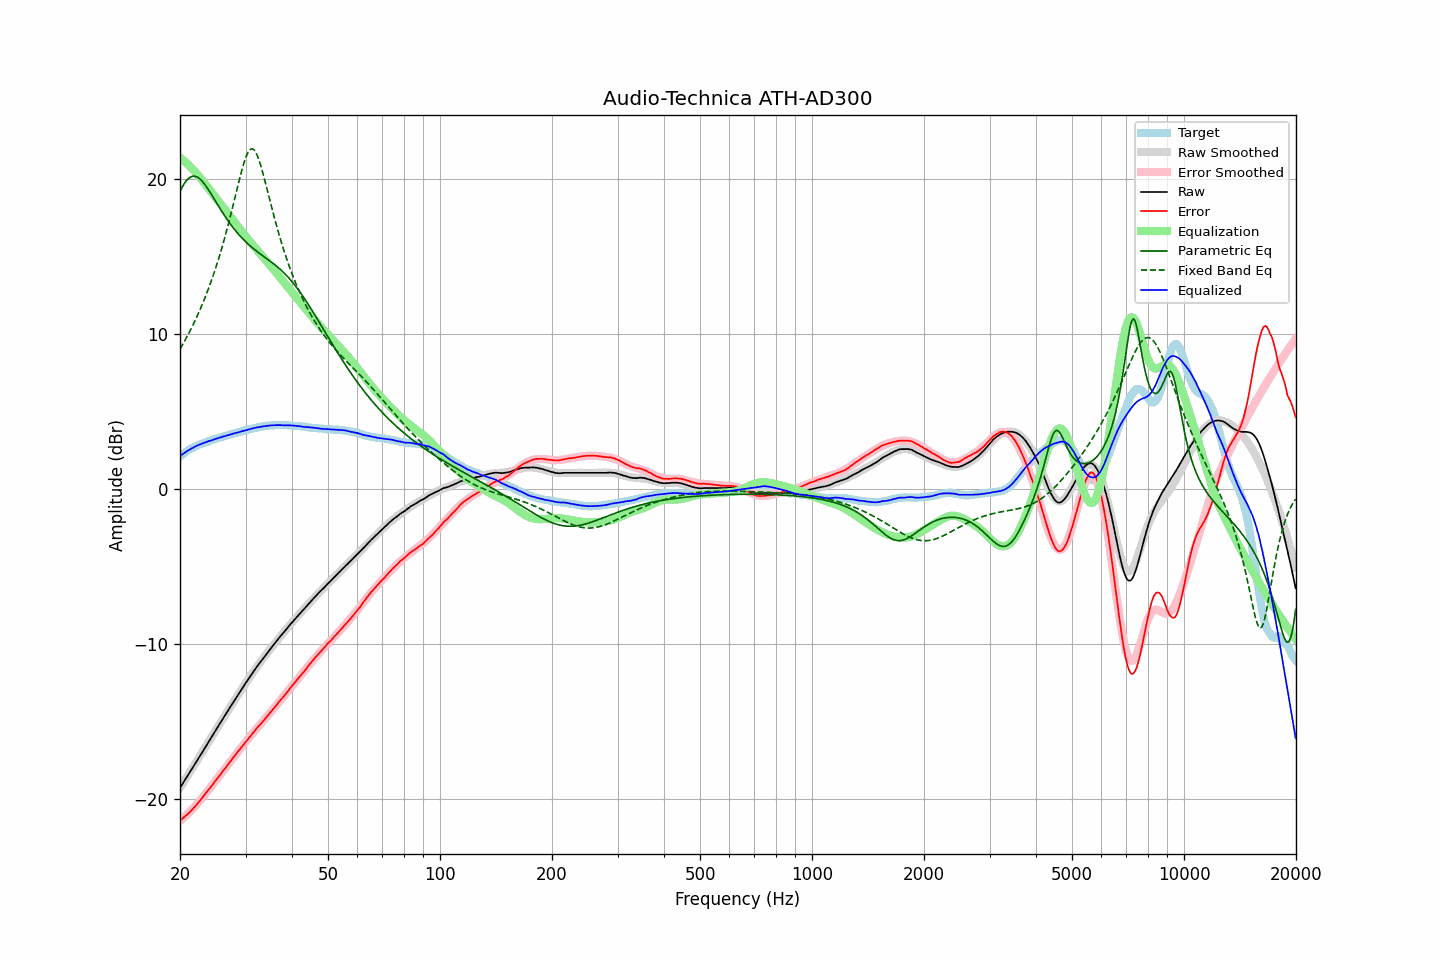 Audio-Technica ATH-AD300
Amplitude (dBr)
20
10
0
−10
−20
Target
Raw Smoothed
Error Smoothed
Raw
Error
Equalization
Parametric Eq
Fixed Band Eq
Equalized
20 50 100 200 500 1000 2000 5000 10000 20000
Frequency (Hz)